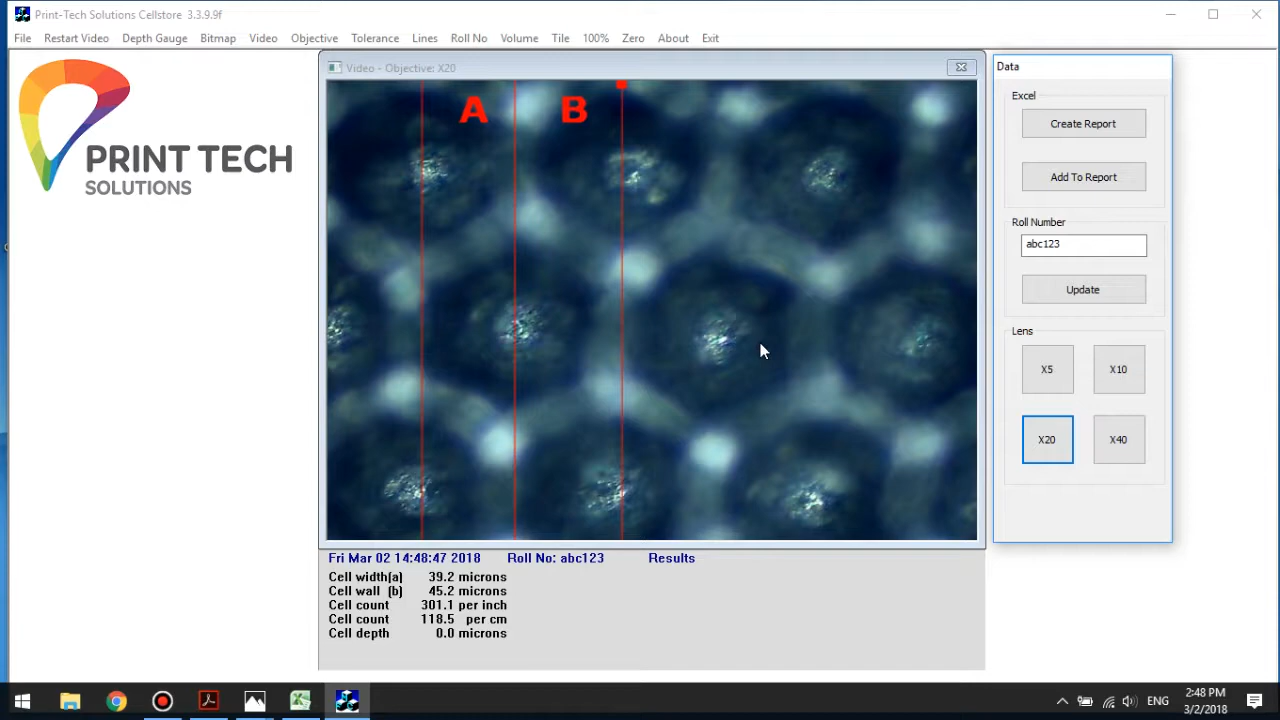 Print-Tech Solutions Cellstore 3.3.9.9f
File Restart Video Depth Gauge Bitmap Video Objective Tolerance Lines Roll No Volume Tile 100% Zero About Exit
PRINT TECH
SOLUTIONS
Video - Objective: X20
A B
Data
Excel
Create Report
Add To Report
Roll Number
abc123
Update
Lens
X5 X10
X20 X40
Fri Mar 02 14:48:47 2018 Roll No: abc123 Results
Cell width(a) 39.2 microns
Cell wall (b) 45.2 microns
Cell count 301.1 per inch
Cell count 118.5 per cm
Cell depth 0.0 microns
ENG
2:48 PM
3/2/2018